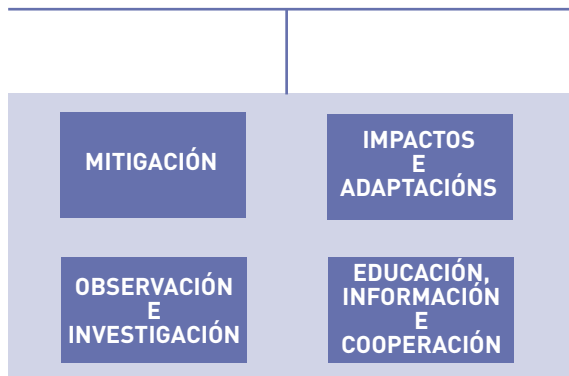 MITIGACIÓN
IMPACTOS
E
ADAPTACIÓNS
OBSERVACIÓN
E
INVESTIGACIÓN
EDUCACIÓN,
INFORMACIÓN
E
COOPERACIÓN